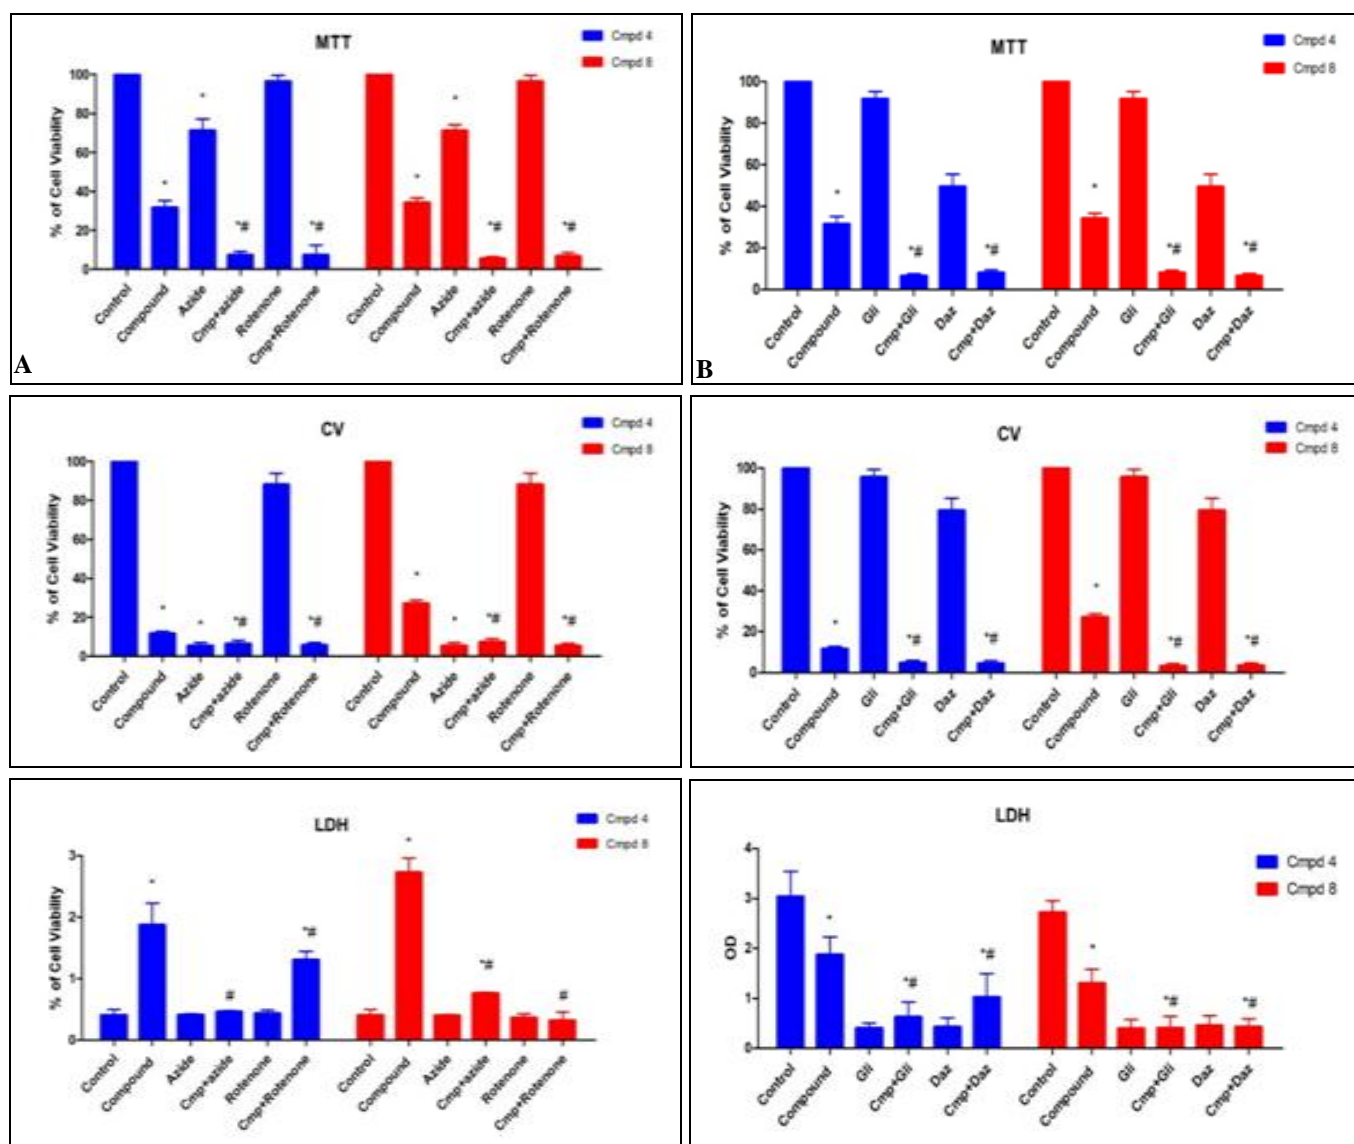 MTT
Cmpd 4
Cmpd 8
% of Cell Viability
100
80
60
40
20
0
* * *# *# * * *# *#
Control Compound Azide Cmp+azide Rotenone Cmp+Rotenone Control Compound Azide Cmp+azide Rotenone Cmp+Rotenone
A
MTT
Cmpd 4
Cmpd 8
% of Cell Viability
100
80
60
40
20
0
* *# *# * *# *#
Control Compound Gli Cmp+Gli Daz Cmp+Daz Control Compound Gli Cmp+Gli Daz Cmp+Daz
B
CV
Cmpd 4
Cmpd 8
% of Cell Viability
100
80
60
40
20
0
* * *# *# * * *# *#
Control Compound Azide Cmp+azide Rotenone Cmp+Rotenone Control Compound Azide Cmp+azide Rotenone Cmp+Rotenone
CV
Cmpd 4
Cmpd 8
% of Cell Viability
100
80
60
40
20
0
* *# *# * *# *#
Control Compound Gli Cmp+Gli Daz Cmp+Daz Control Compound Gli Cmp+Gli Daz Cmp+Daz
LDH
Cmpd 4
Cmpd 8
% of Cell Viability
3
2
1
0
* # *# * *# #
Control Compound Azide Cmp+azide Rotenone Cmp+Rotenone Control Compound Azide Cmp+azide Rotenone Cmp+Rotenone
LDH
Cmpd 4
Cmpd 8
OD
4
3
2
1
0
* *# *# * *# *#
Control Compound Gli Cmp+Gli Daz Cmp+Daz Control Compound Gli Cmp+Gli Daz Cmp+Daz